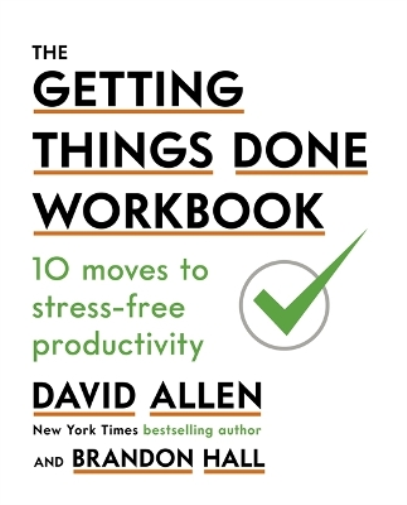 THE
GETTING
THINGS DONE
WORKBOOK
10 moves to
stress-free
productivity
DAVID ALLEN
New York Times bestselling author
AND BRANDON HALL